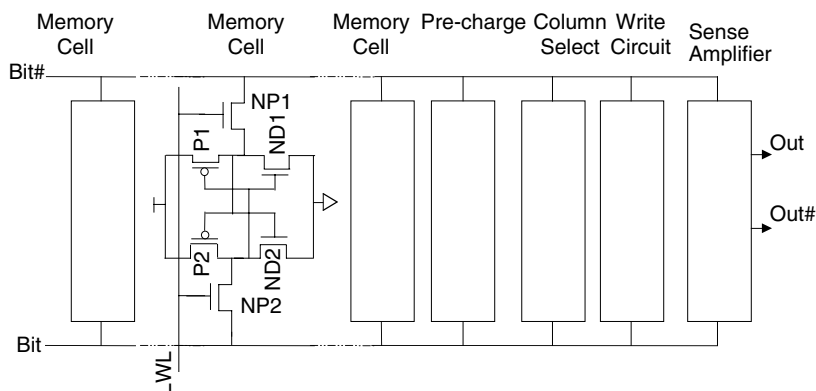 Memory
Cell
Memory
Cell
Memory
Cell
Pre-charge
Column
Select
Write
Circuit
Sense
Amplifier
Bit#
NP1
P1
ND1
Out
Out#
P2
ND2
NP2
Bit
LWL